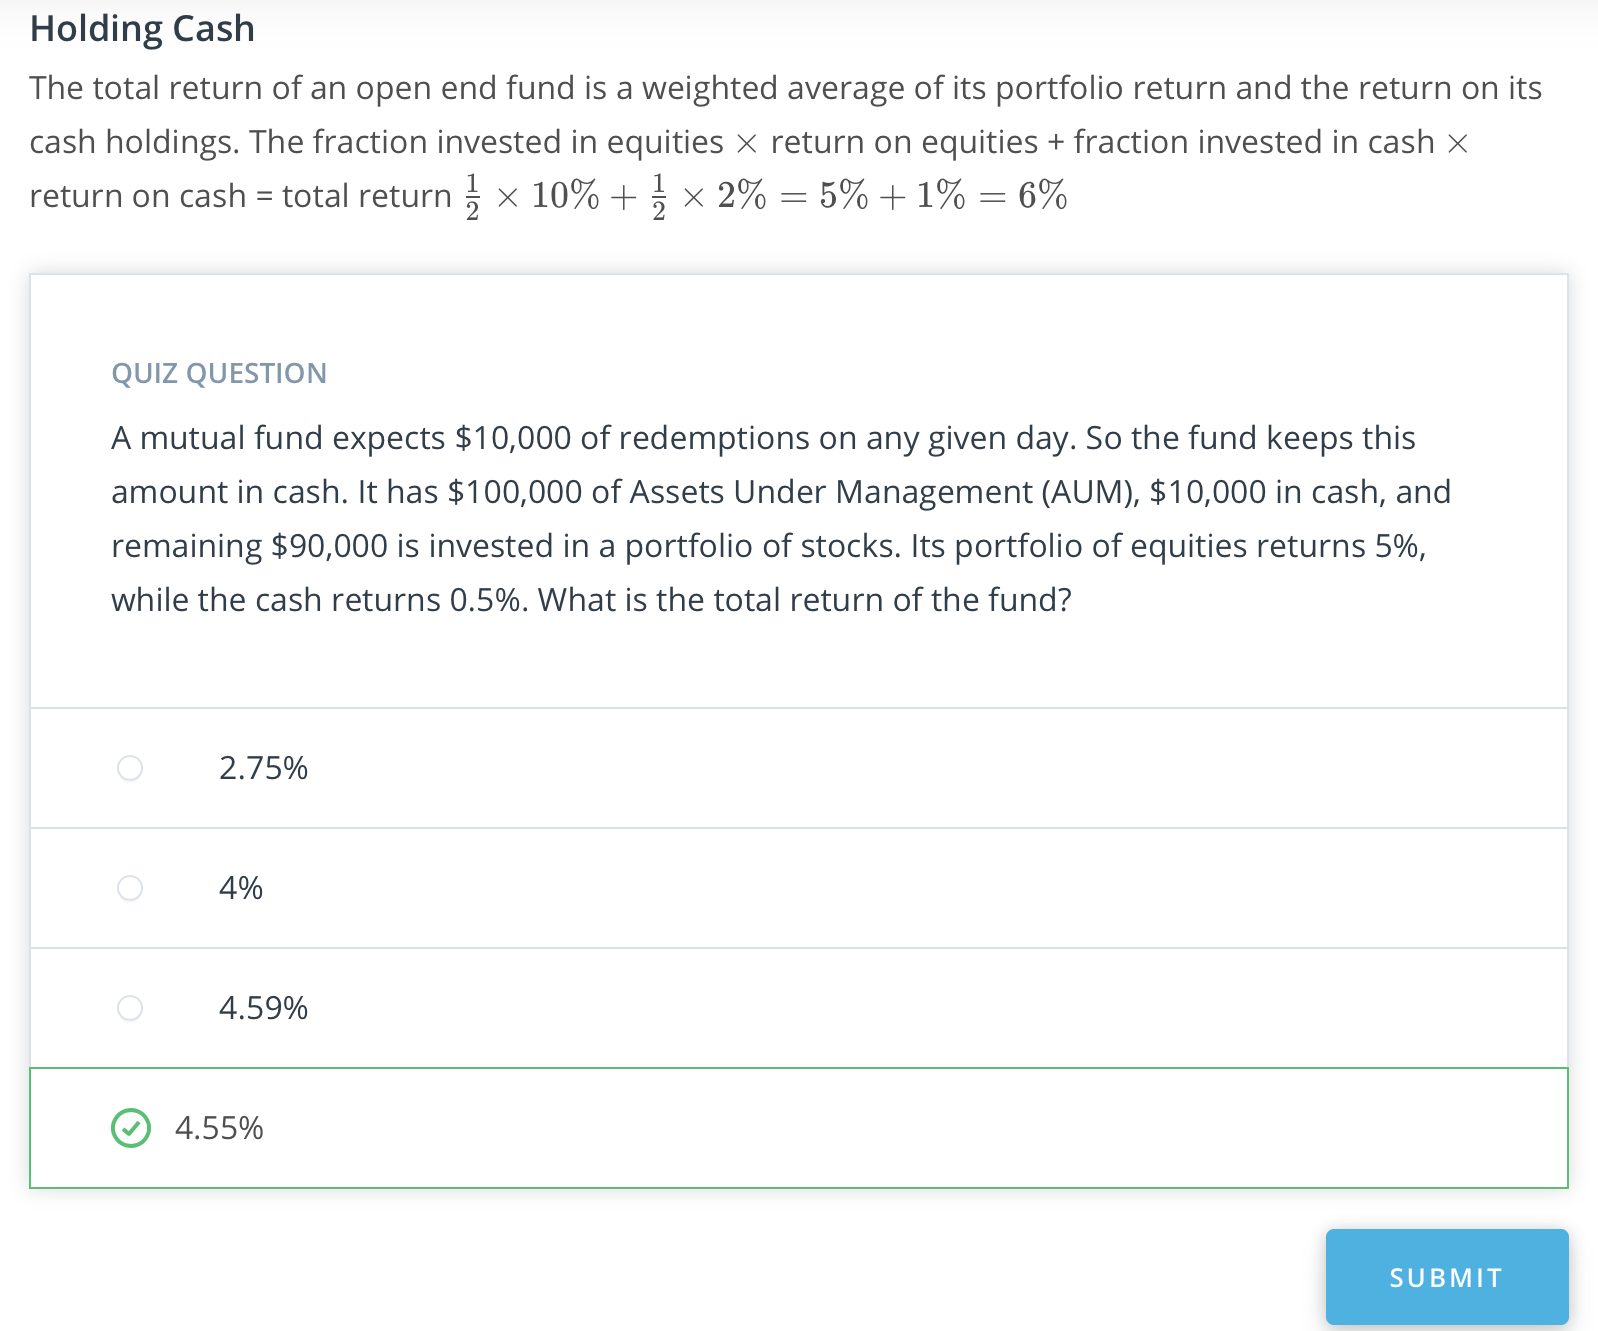 Holding Cash
The total return of an open end fund is a weighted average of its portfolio return and the return on its
cash holdings. The fraction invested in equities × return on equities + fraction invested in cash ×
return on cash = total return 1/2 × 10% + 1/2 × 2% = 5% + 1% = 6%
QUIZ QUESTION
A mutual fund expects $10,000 of redemptions on any given day. So the fund keeps this
amount in cash. It has $100,000 of Assets Under Management (AUM), $10,000 in cash, and
remaining $90,000 is invested in a portfolio of stocks. Its portfolio of equities returns 5%,
while the cash returns 0.5%. What is the total return of the fund?
2.75%
4%
4.59%
4.55%
SUBMIT